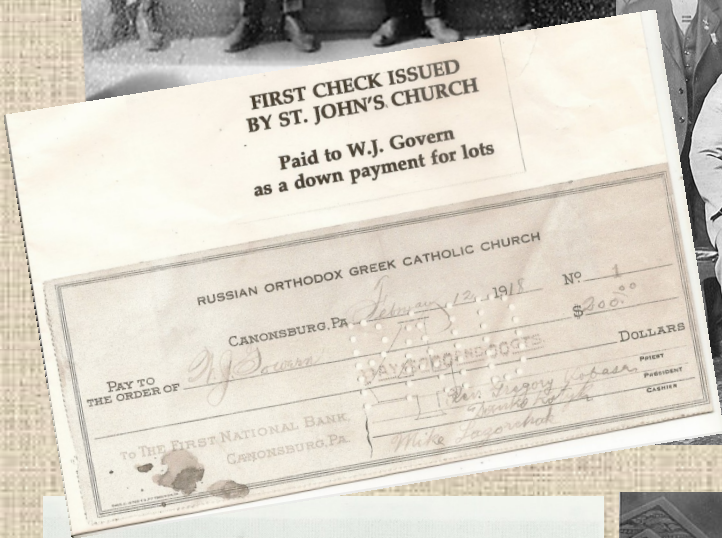 FIRST CHECK ISSUED
BY ST. JOHN'S CHURCH
Paid to W.J. Govern
as a down payment for lots
RUSSIAN ORTHODOX GREEK CATHOLIC CHURCH
CANONSBURG, PA. February 12, 1918 No. 1
PAY TO
THE ORDER OF W J Govern $200.00
DOLLARS
PRIEST
PRESIDENT
CASHIER
TO THE FIRST NATIONAL BANK,
CANONSBURG, PA.
Gregory
Mike